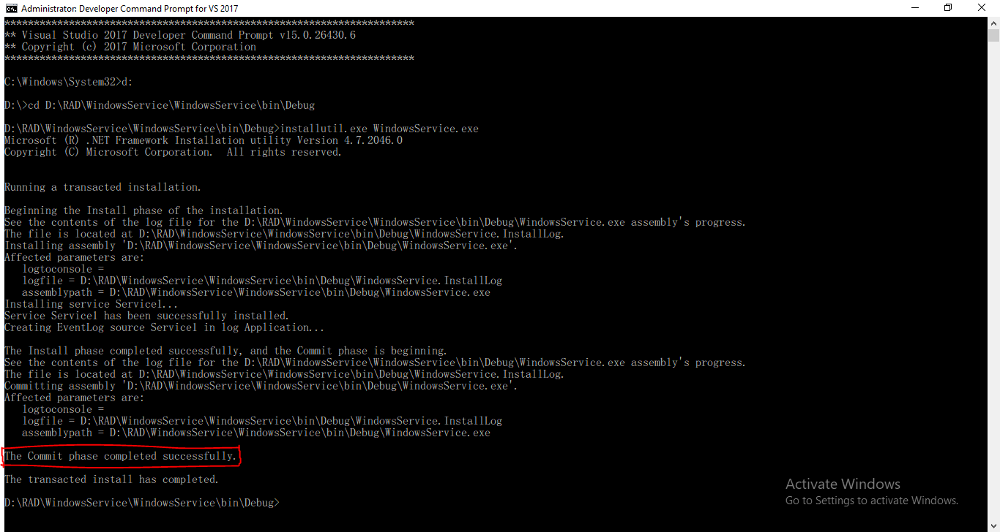 Administrator: Developer Command Prompt for VS 2017
**********************************************************************
** Visual Studio 2017 Developer Command Prompt v15.0.26430.6
** Copyright (c) 2017 Microsoft Corporation
**********************************************************************
C:\Windows\System32>d:
D:\>cd D:\RAD\WindowsService\WindowsService\bin\Debug
D:\RAD\WindowsService\WindowsService\bin\Debug>installutil.exe WindowsService.exe
Microsoft (R) .NET Framework Installation utility Version 4.7.2046.0
Copyright (C) Microsoft Corporation.  All rights reserved.
Running a transacted installation.
Beginning the Install phase of the installation.
See the contents of the log file for the D:\RAD\WindowsService\WindowsService\bin\Debug\WindowsService.exe assembly's progress.
The file is located at D:\RAD\WindowsService\WindowsService\bin\Debug\WindowsService.InstallLog.
Installing assembly 'D:\RAD\WindowsService\WindowsService\bin\Debug\WindowsService.exe'.
Affected parameters are:
   logtoconsole =
   logfile = D:\RAD\WindowsService\WindowsService\bin\Debug\WindowsService.InstallLog
   assemblypath = D:\RAD\WindowsService\WindowsService\bin\Debug\WindowsService.exe
Installing service Service1...
Service Service1 has been successfully installed.
Creating EventLog source Service1 in log Application...
The Install phase completed successfully, and the Commit phase is beginning.
See the contents of the log file for the D:\RAD\WindowsService\WindowsService\bin\Debug\WindowsService.exe assembly's progress.
The file is located at D:\RAD\WindowsService\WindowsService\bin\Debug\WindowsService.InstallLog.
Committing assembly 'D:\RAD\WindowsService\WindowsService\bin\Debug\WindowsService.exe'.
Affected parameters are:
   logtoconsole =
   logfile = D:\RAD\WindowsService\WindowsService\bin\Debug\WindowsService.InstallLog
   assemblypath = D:\RAD\WindowsService\WindowsService\bin\Debug\WindowsService.exe
The Commit phase completed successfully.
The transacted install has completed.
D:\RAD\WindowsService\WindowsService\bin\Debug>
Activate Windows
Go to Settings to activate Windows.